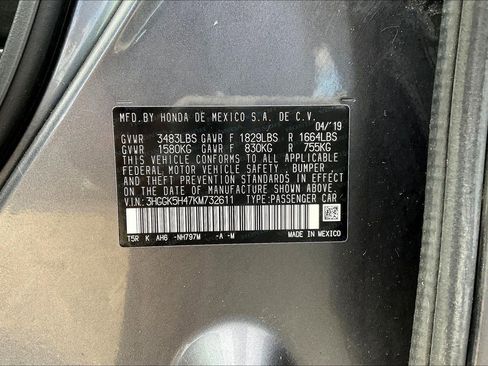 MFD.BY HONDA DE MEXICO S.A. DE C.V.
04/'19
GVWR 3483LBS GAWR F 1829LBS R 1664LBS
GVWR 1580KG GAWR F 830KG R 755KG
THIS VEHICLE CONFORMS TO ALL APPLICABLE
FEDERAL MOTOR VEHICLE SAFETY, BUMPER, AND
THEFT PREVENTION STANDARDS IN EFFECT
ON THE DATE OF MANUFACTURE SHOWN ABOVE.
V.I.N: 3HGGK5H47KM732611 TYPE:PASSENGER CAR
T5R K AH6 -NH797M -A -M
MADE IN MEXICO